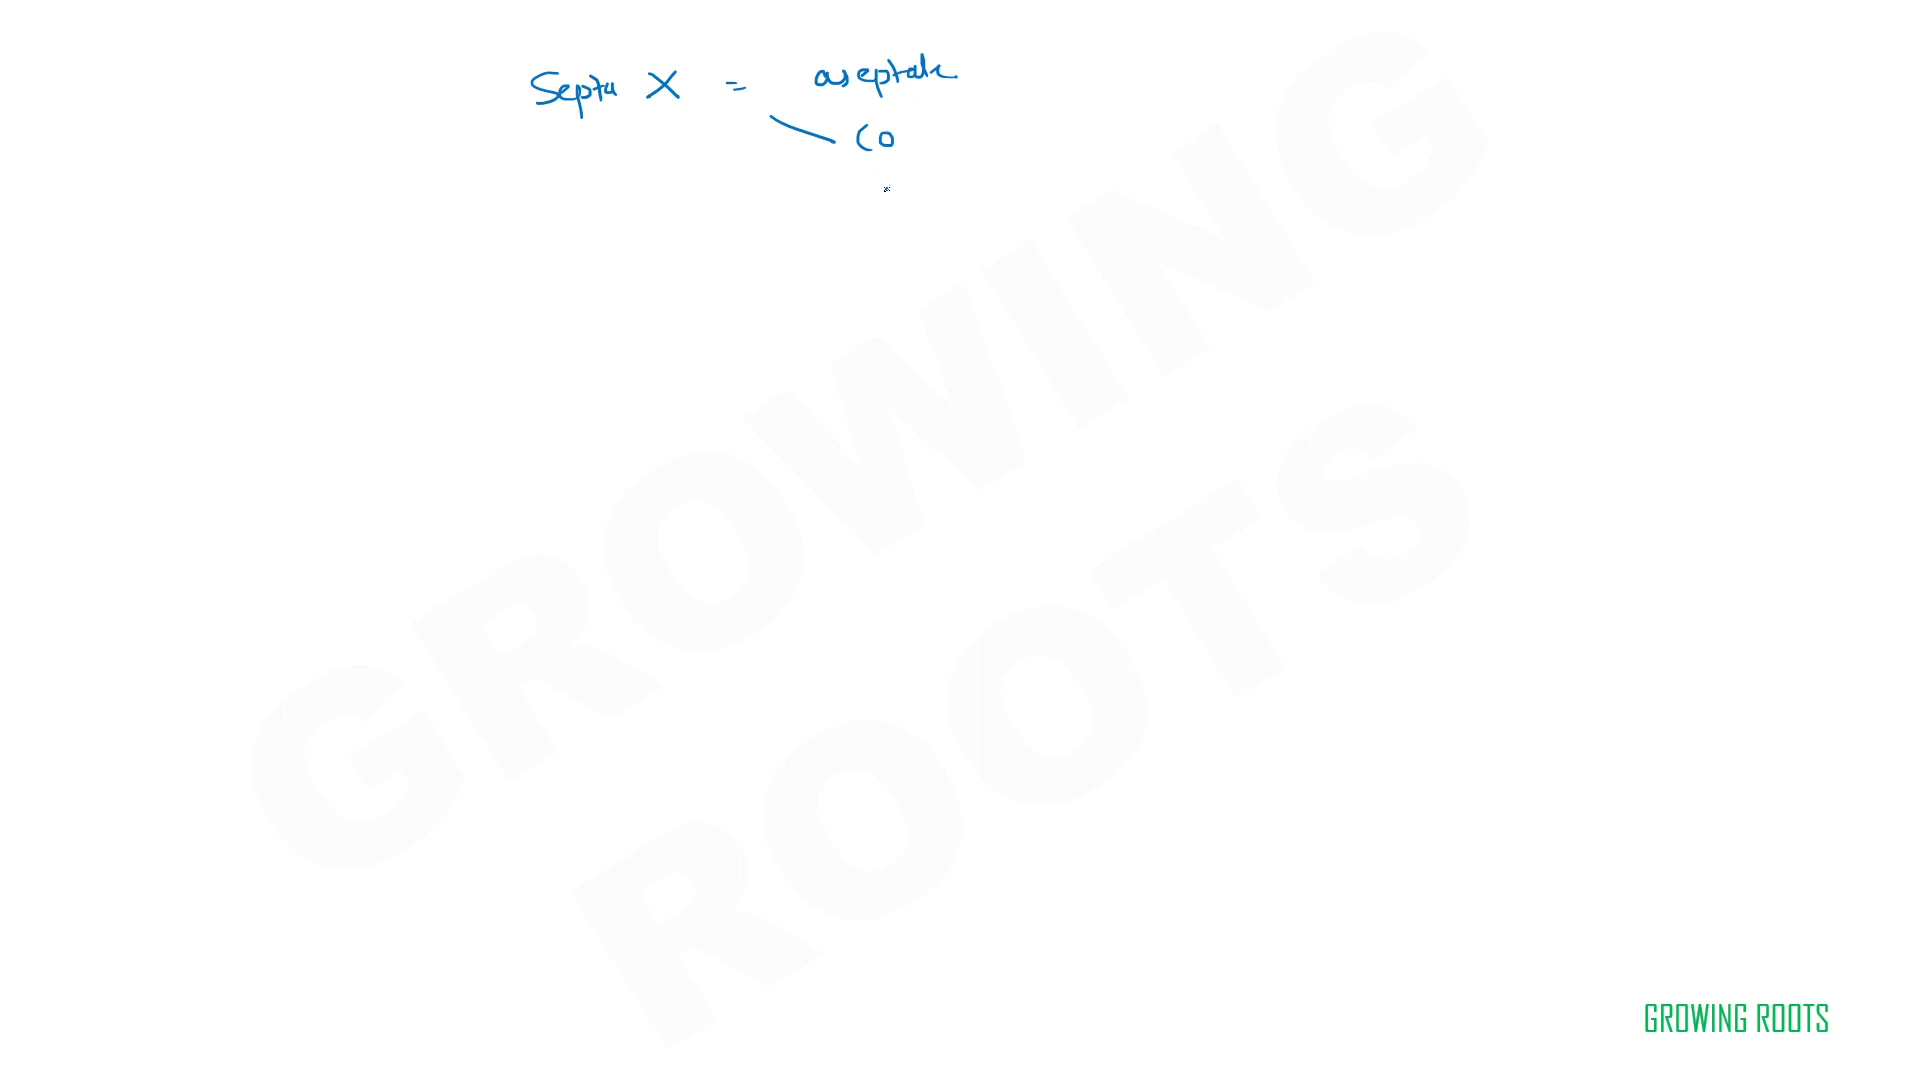 Septa X = aseptate
Co
GROWING
ROOTS
GROWING ROOTS